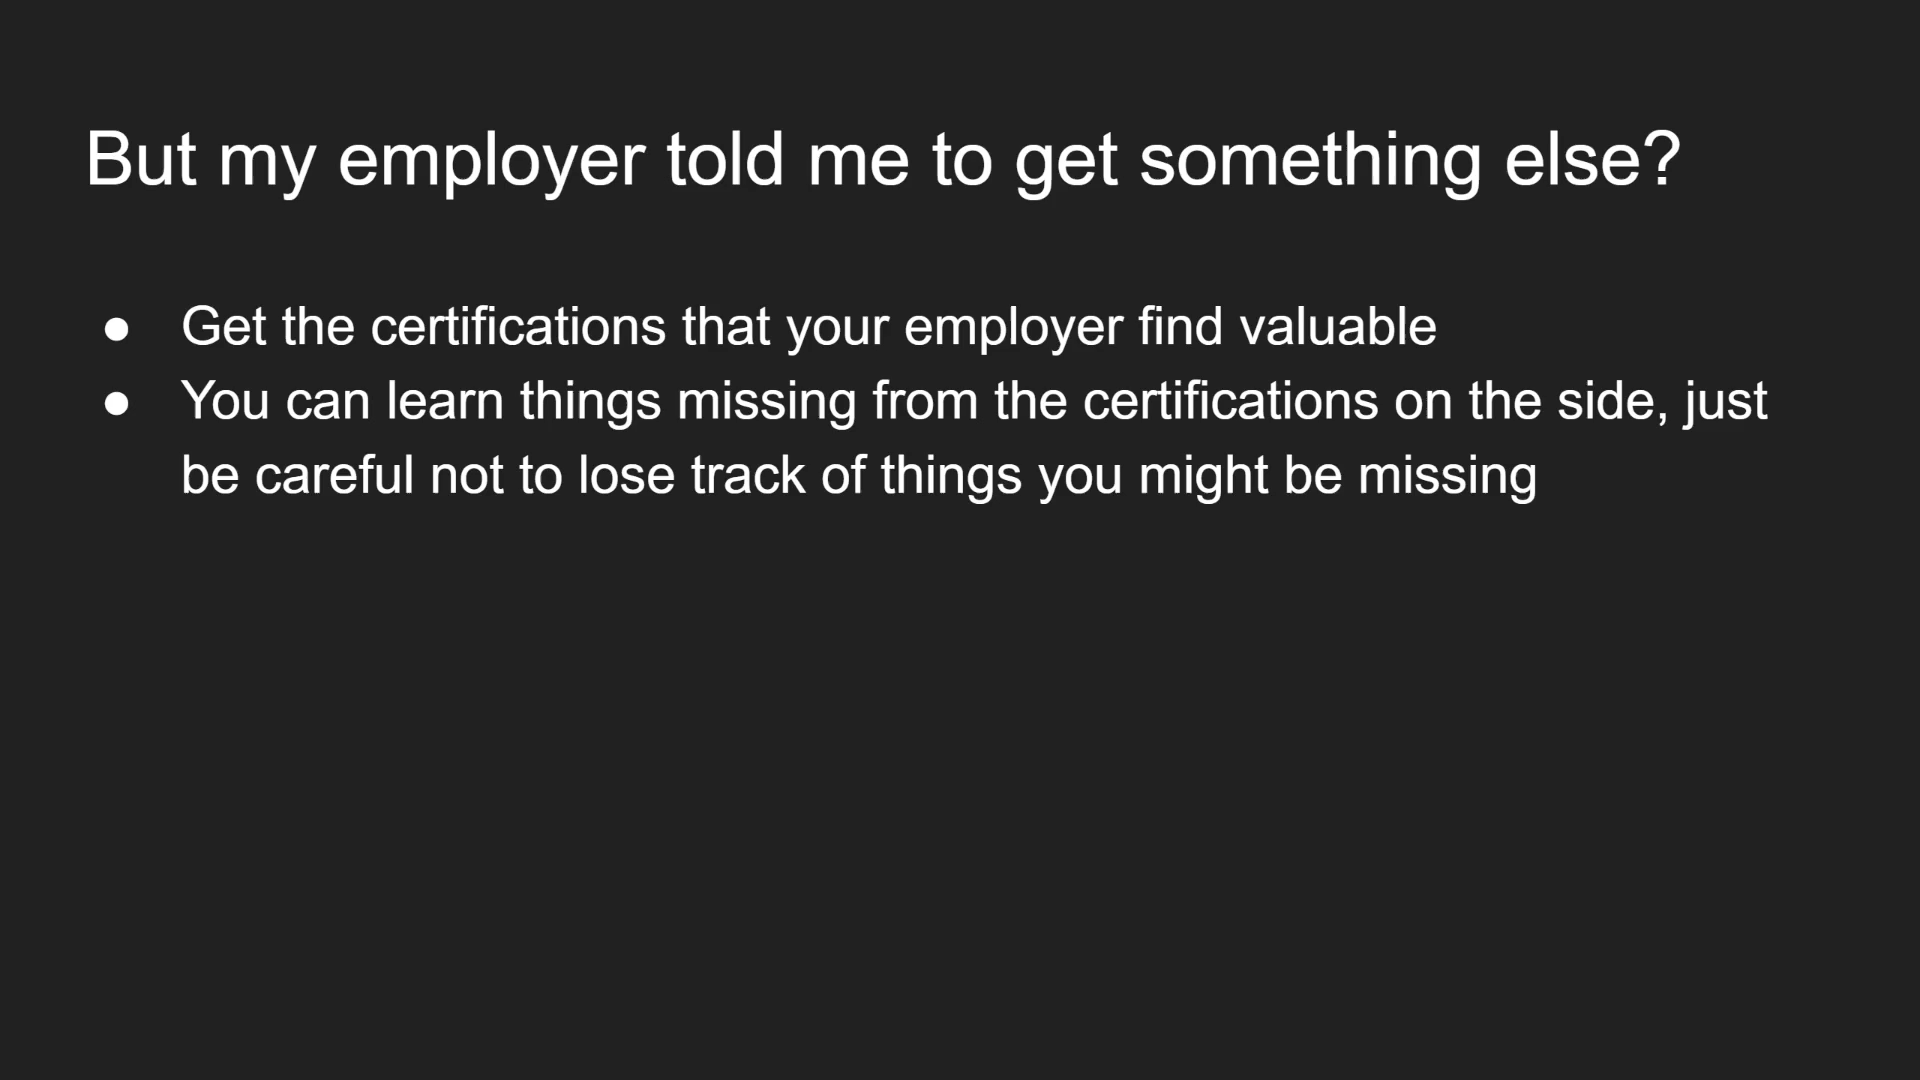 But my employer told me to get something else?
● Get the certifications that your employer find valuable
● You can learn things missing from the certifications on the side, just
be careful not to lose track of things you might be missing